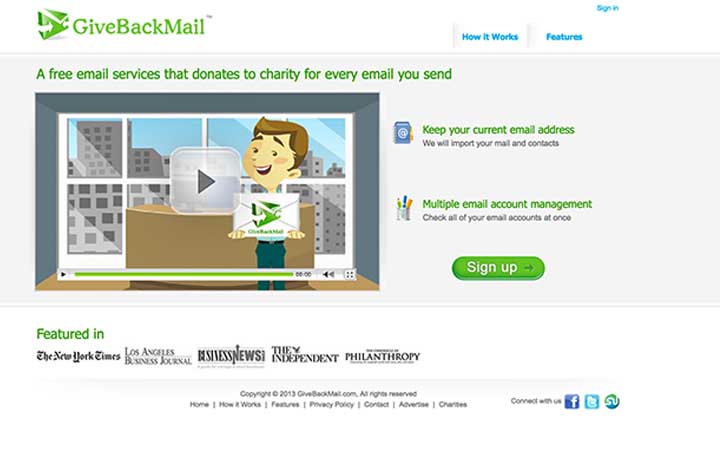 GiveBackMail™
Sign in
How it Works
Features
A free email services that donates to charity for every email you send
GiveBackMail
00:00
Keep your current email address
We will import your mail and contacts
Multiple email account management
Check all of your email accounts at once
Sign up
Featured in
The New York Times
LOS ANGELES
BUSINESS JOURNAL
BUSINESS NEWS
THE
INDEPENDENT
THE CHRONICLE OF
PHILANTHROPY
Copyright © 2013 GiveBackMail.com, All rights reserved
Home | How it Works | Features | Privacy Policy | Contact | Advertise | Charities
Connect with us